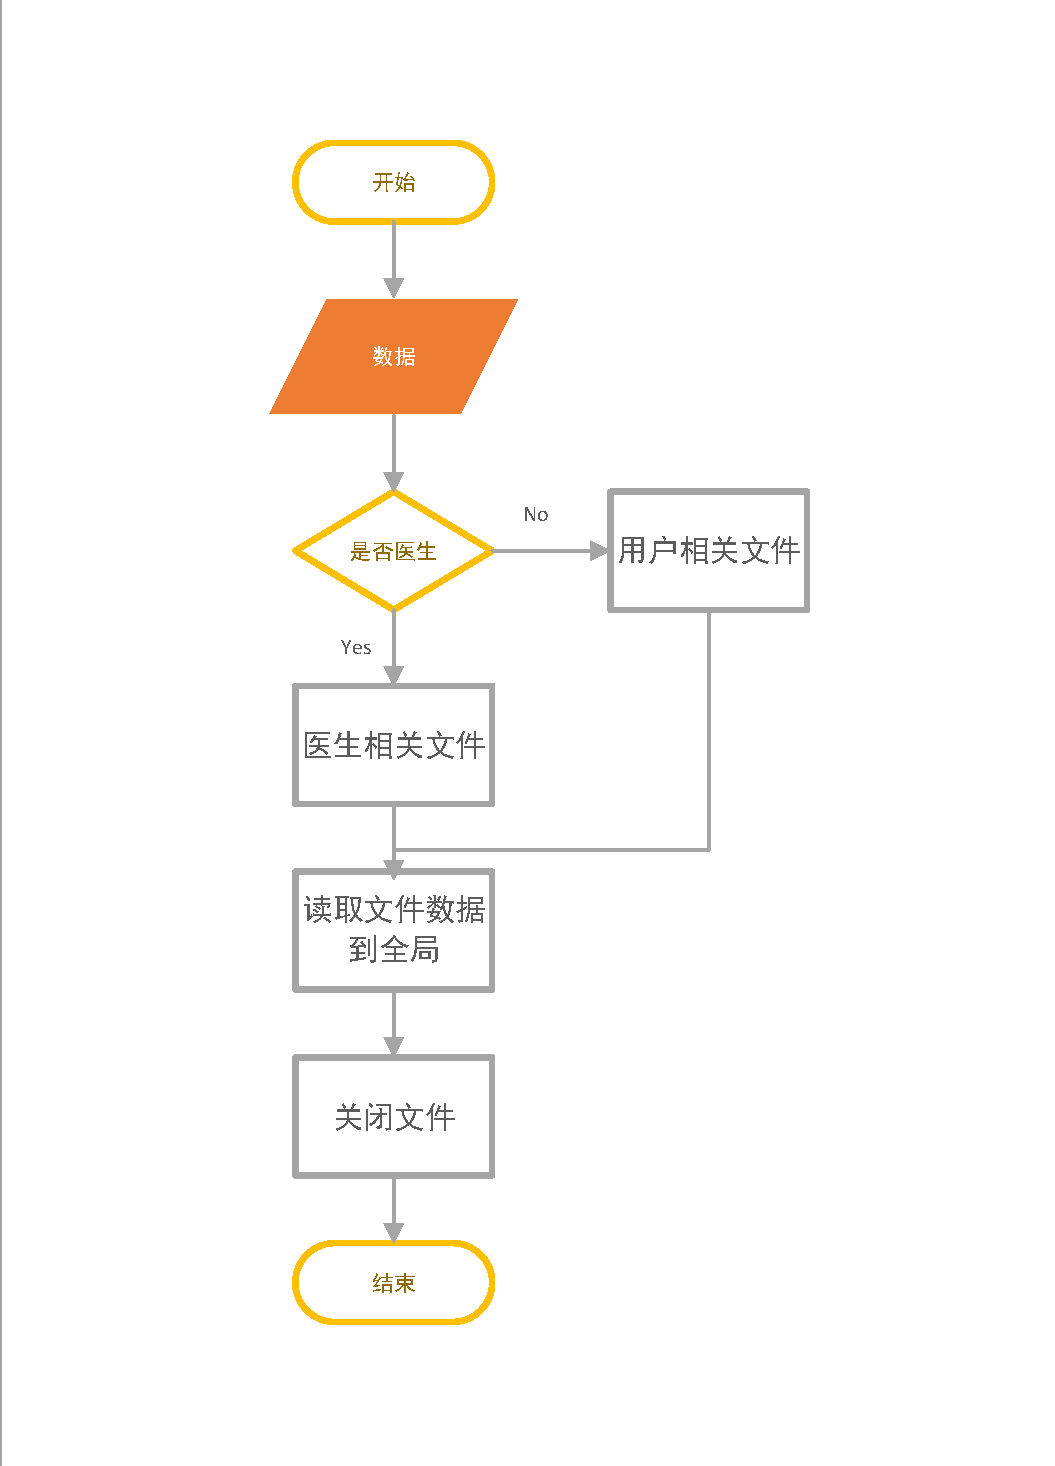 开始
数据
是否医生
No
用户相关文件
Yes
医生相关文件
读取文件数据
到全局
关闭文件
结束